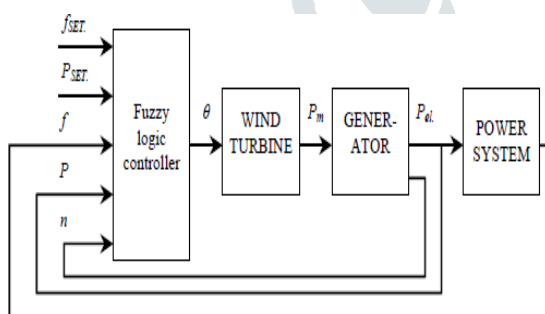 fSET.
PSET.
f
P
n
Fuzzy
logic
controller
θ
WIND
TURBINE
Pm
GENER-
ATOR
Pel.
POWER
SYSTEM